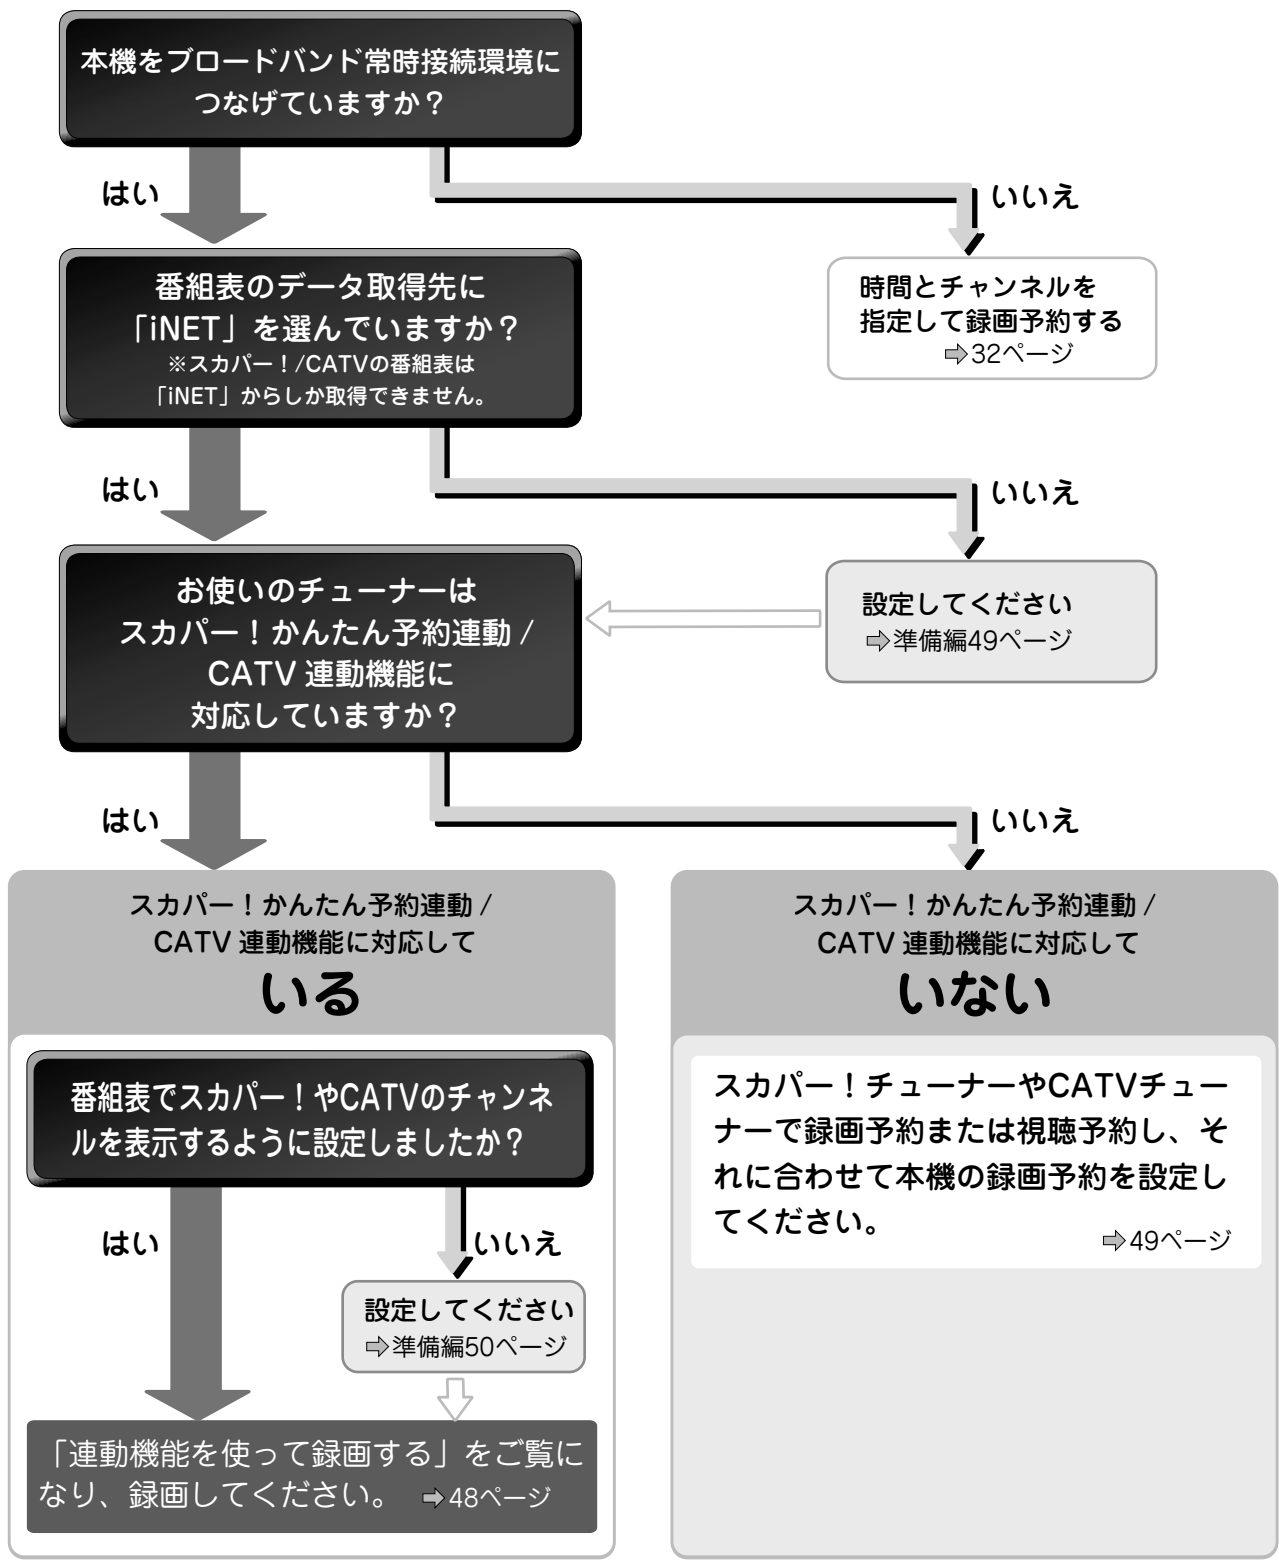 本機をブロードバンド常時接続環境に
つなげていますか？
はい
いいえ
番組表のデータ取得先に
「iNET」を選んでいますか？
※スカパー！/CATVの番組表は
「iNET」からしか取得できません。
時間とチャンネルを
指定して録画予約する
⇨32ページ
はい
いいえ
お使いのチューナーは
スカパー！かんたん予約連動 /
CATV 連動機能に
対応していますか？
設定してください
⇨準備編49ページ
はい
いいえ
スカパー！かんたん予約連動 /
CATV 連動機能に対応して
いる
番組表でスカパー！やCATVのチャンネ
ルを表示するように設定しましたか？
はい
いいえ
設定してください
⇨準備編50ページ
「連動機能を使って録画する」をご覧に
なり、録画してください。 ⇨48ページ
スカパー！かんたん予約連動 /
CATV 連動機能に対応して
いない
スカパー！チューナーやCATVチュー
ナーで録画予約または視聴予約し、そ
れに合わせて本機の録画予約を設定し
てください。
⇨49ページ